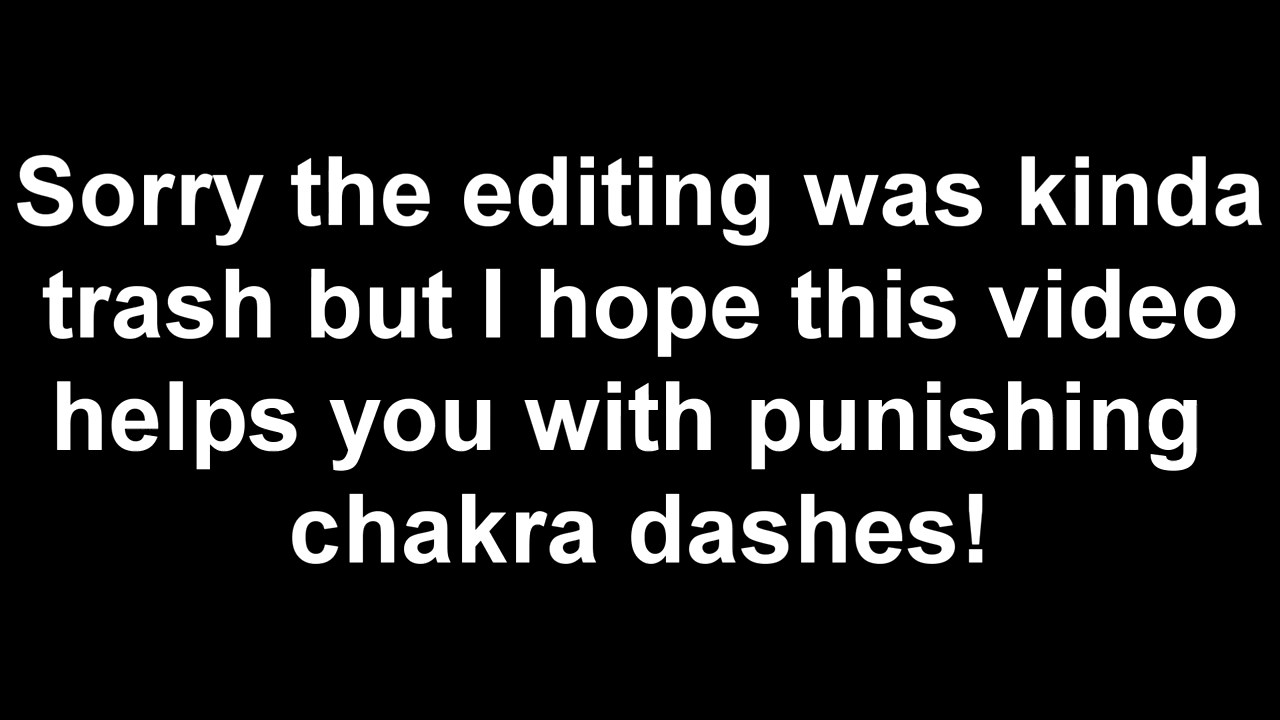 Sorry the editing was kinda
trash but I hope this video
helps you with punishing
chakra dashes!